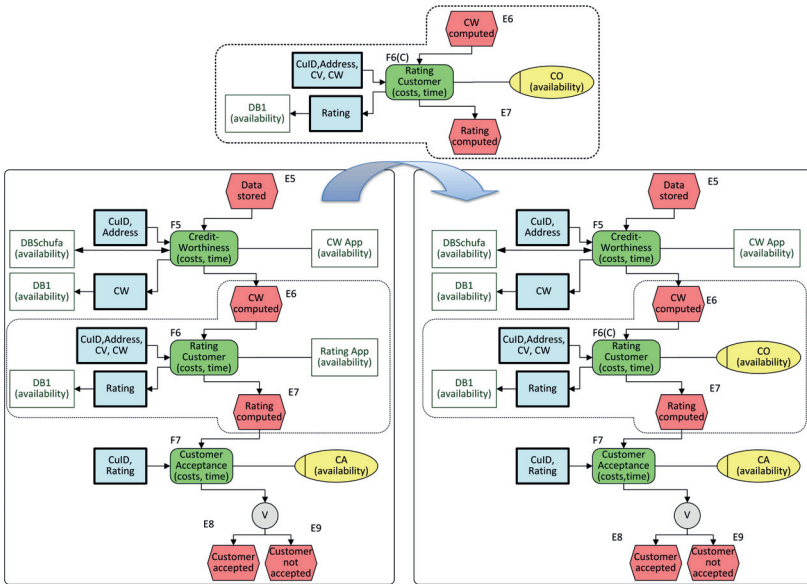 CW
computed
E6
F6(C)
CuID,Address,
CV, CW
Rating
Customer
(costs, time)
CO
(availability)
DB1
(availability)
Rating
E7
Rating
computed
Data
stored
E5
CuID,
Address
F5
Credit-
Worthiness
(costs, time)
DBSchufa
(availability)
CW App
(availability)
DB1
(availability)
CW
CW
computed
E6
CuID,Address,
CV, CW
F6
Rating
Customer
(costs, time)
Rating App
(availability)
DB1
(availability)
Rating
E7
Rating
computed
F7
CuID,
Rating
Customer
Acceptance
(costs, time)
CA
(availability)
V
E8
E9
Customer
accepted
Customer
not
accepted
Data
stored
E5
CuID,
Address
F5
Credit-
Worthiness
(costs, time)
DBSchufa
(availability)
CW App
(availability)
DB1
(availability)
CW
CW
computed
E6
CuID,Address,
CV, CW
F6(C)
Rating
Customer
(costs, time)
CO
(availability)
DB1
(availability)
Rating
E7
Rating
computed
F7
CuID,
Rating
Customer
Acceptance
(costs,time)
CA
(availability)
V
E8
E9
Customer
accepted
Customer
not
accepted